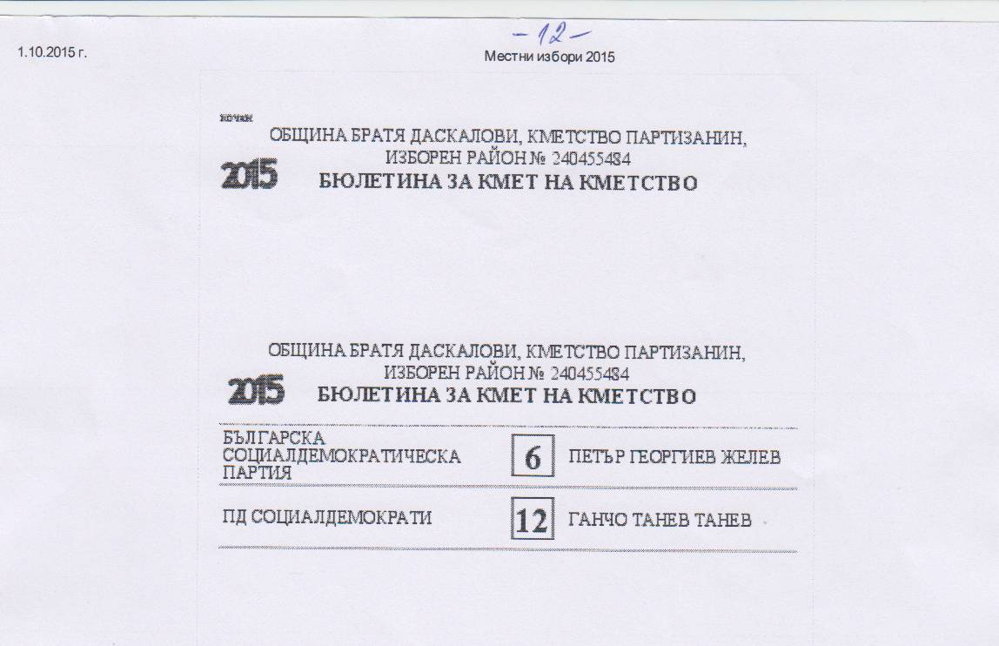 - 12 -
1.10.2015 г.
Местни избори 2015
кочан
ОБЩИНА БРАТЯ ДАСКАЛОВИ, КМЕТСТВО ПАРТИЗАНИН,
ИЗБОРЕН РАЙОН № 240455484
2015
БЮЛЕТИНА ЗА КМЕТ НА КМЕТСТВО
ОБЩИНА БРАТЯ ДАСКАЛОВИ, КМЕТСТВО ПАРТИЗАНИН,
ИЗБОРЕН РАЙОН № 240455484
2015
БЮЛЕТИНА ЗА КМЕТ НА КМЕТСТВО
БЪЛГАРСКА
СОЦИАЛДЕМОКРАТИЧЕСКА
ПАРТИЯ
6
ПЕТЪР ГЕОРГИЕВ ЖЕЛЕВ
ПД СОЦИАЛДЕМОКРАТИ
12
ГАНЧО ТАНЕВ ТАНЕВ